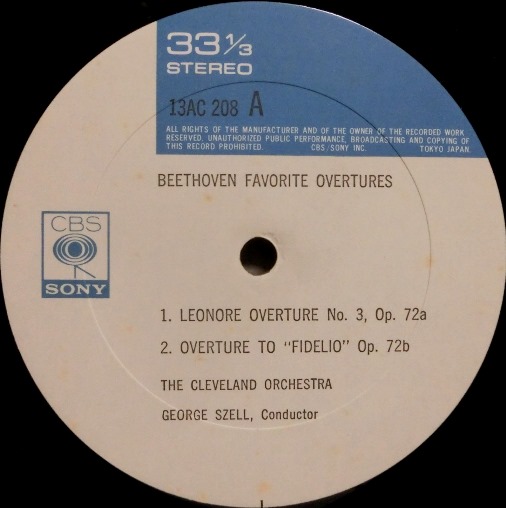 33 1/3
STEREO
13AC 208 A
ALL RIGHTS OF THE MANUFACTURER AND OF THE OWNER OF THE RECORDED WORK
RESERVED. UNAUTHORIZED PUBLIC PERFORMANCE, BROADCASTING AND COPYING OF
THIS RECORD PROHIBITED. CBS/SONY INC. TOKYO JAPAN.
BEETHOVEN FAVORITE OVERTURES
CBS
SONY
1. LEONORE OVERTURE No. 3, Op. 72a
2. OVERTURE TO “FIDELIO” Op. 72b
THE CLEVELAND ORCHESTRA
GEORGE SZELL, Conductor